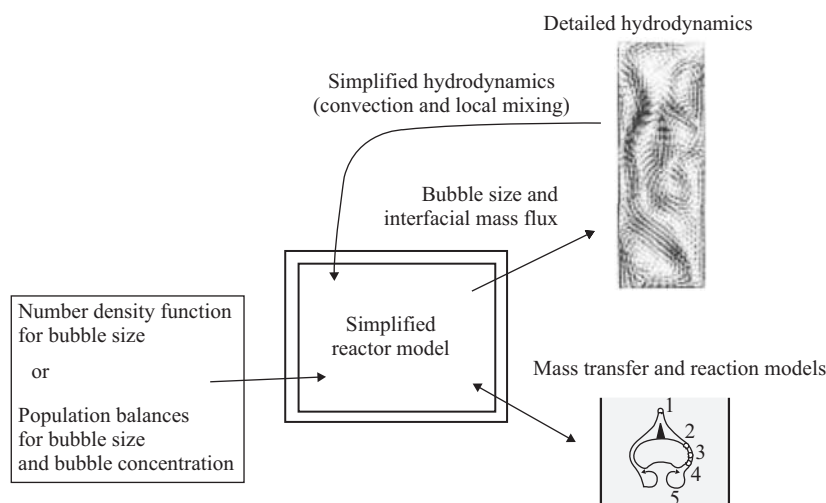 Detailed hydrodynamics
Simplified hydrodynamics
(convection and local mixing)
Bubble size and
interfacial mass flux
Number density function
for bubble size
or
Population balances
for bubble size
and bubble concentration
Simplified
reactor model
Mass transfer and reaction models
1
2
3
4
5